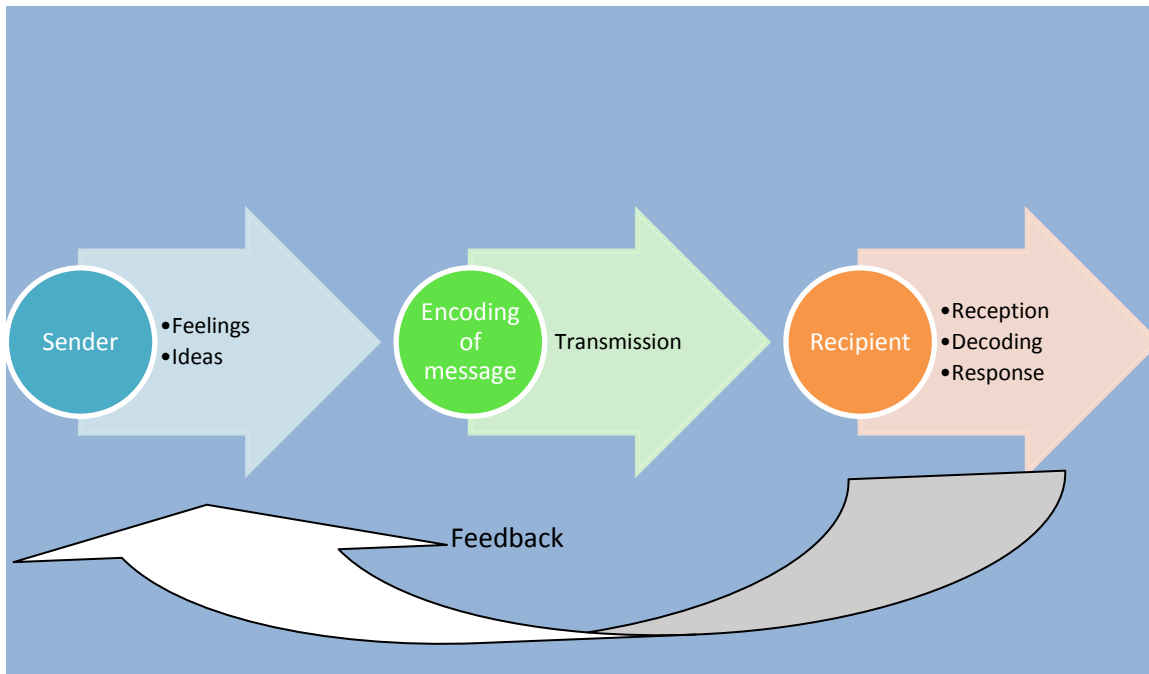 Sender
•Feelings
•Ideas
Encoding
of
message
Transmission
Recipient
•Reception
•Decoding
•Response
Feedback